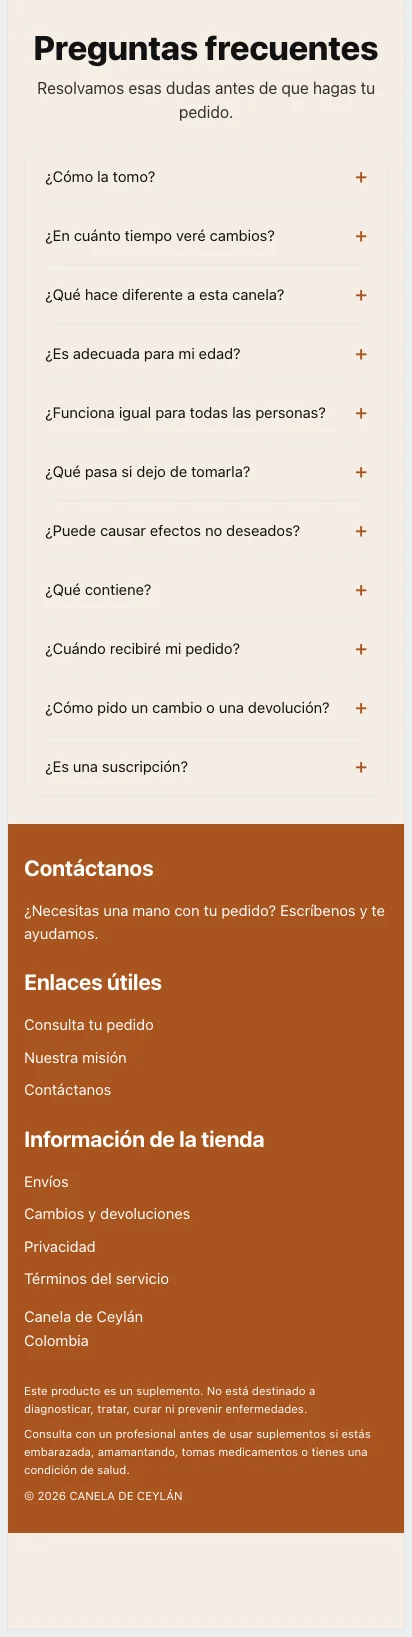 Preguntas frecuentes
Resolvamos esas dudas antes de que hagas tu
pedido.
¿Cómo la tomo?
¿En cuánto tiempo veré cambios?
¿Qué hace diferente a esta canela?
¿Es adecuada para mi edad?
¿Funciona igual para todas las personas?
¿Qué pasa si dejo de tomarla?
¿Puede causar efectos no deseados?
¿Qué contiene?
¿Cuándo recibiré mi pedido?
¿Cómo pido un cambio o una devolución?
¿Es una suscripción?
Contáctanos
¿Necesitas una mano con tu pedido? Escríbenos y te
ayudamos.
Enlaces útiles
Consulta tu pedido
Nuestra misión
Contáctanos
Información de la tienda
Envíos
Cambios y devoluciones
Privacidad
Términos del servicio
Canela de Ceylán
Colombia
Este producto es un suplemento. No está destinado a
diagnosticar, tratar, curar ni prevenir enfermedades.
Consulta con un profesional antes de usar suplementos si estás
embarazada, amamantando, tomas medicamentos o tienes una
condición de salud.
© 2026 CANELA DE CEYLÁN